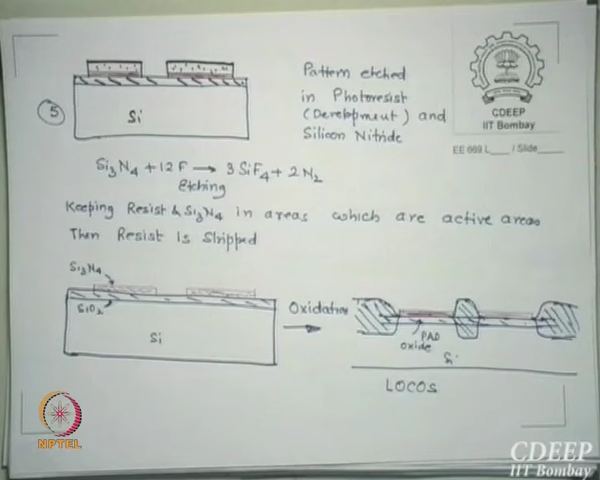 Pattern etched
in Photoresist
(Development) and
Silicon Nitride
CDEEP
IIT Bombay
EE 669 L___ / Slide___
5
Si
Si3N4 + 12 F → 3 SiF4 + 2 N2
Etching
Keeping Resist & Si3N4 in areas which are active areas
Then Resist is Stripped
Si3N4
SiO2
Si
Oxidation
PAD
oxide
Si
LOCOS
NPTEL
CDEEP
IIT Bombay